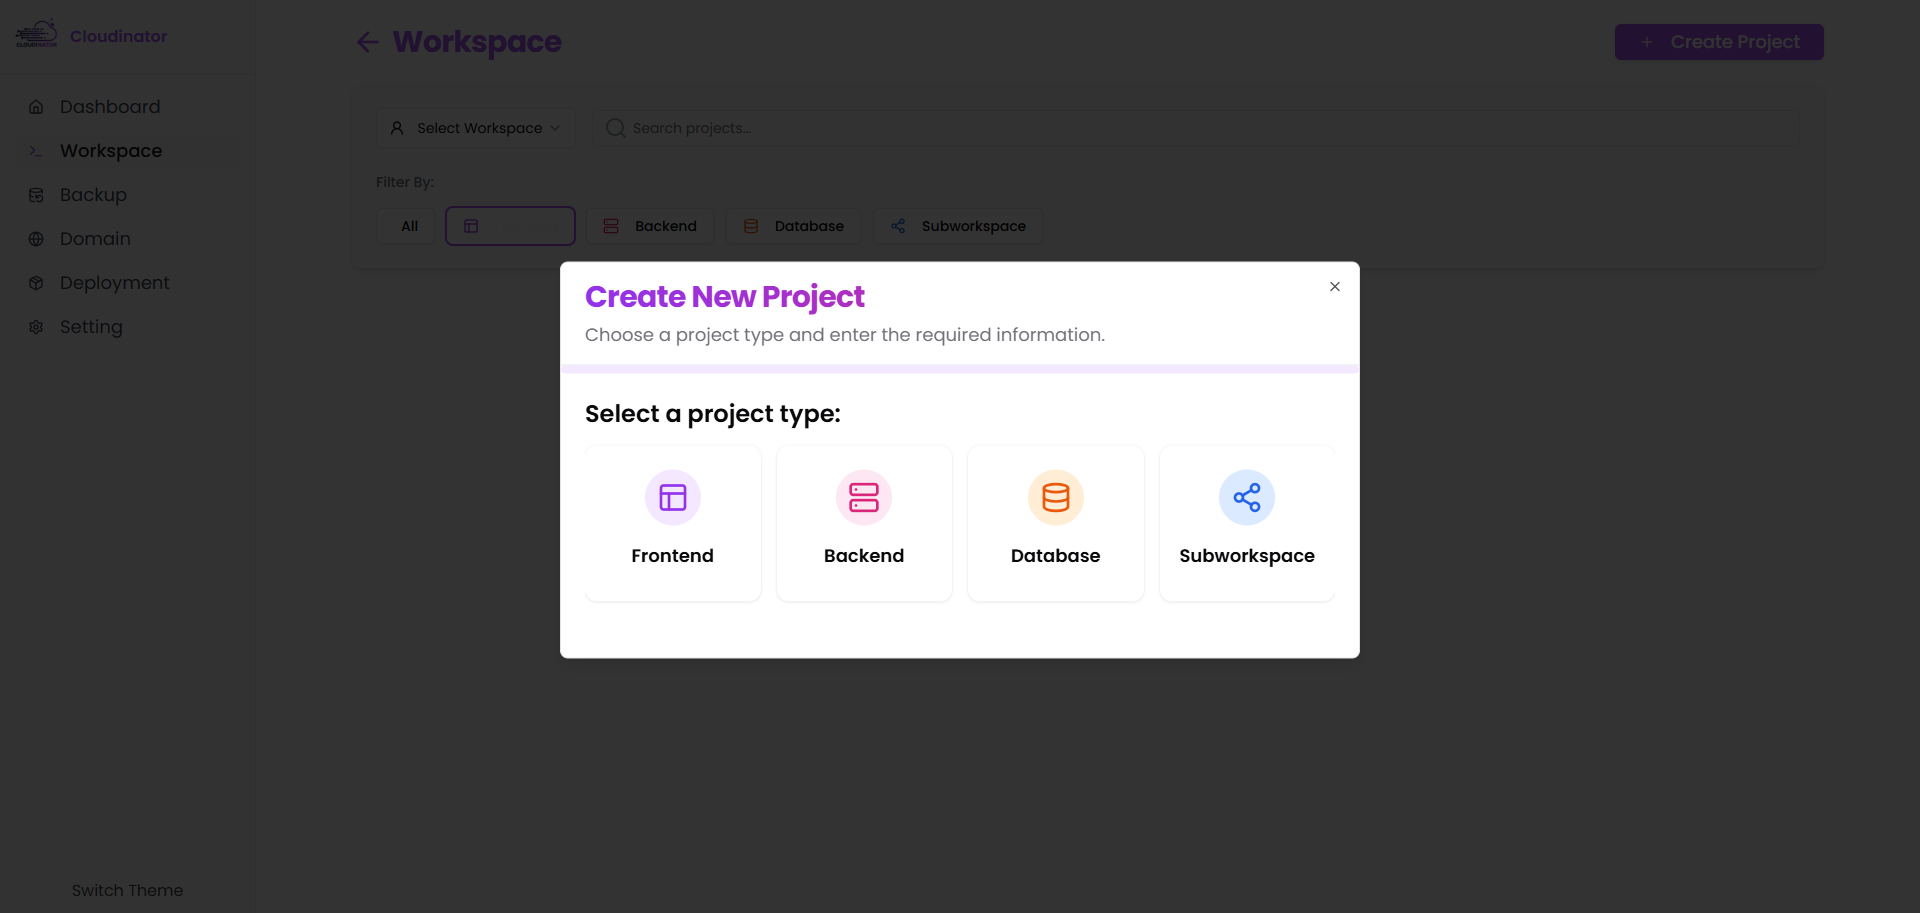 CLOUDINATOR
Cloudinator
Workspace
Create Project
Dashboard
Workspace
Backup
Domain
Deployment
Setting
Switch Theme
Select Workspace
Search projects...
Filter By:
All
Backend
Database
Subworkspace
Create New Project
Choose a project type and enter the required information.
Select a project type:
Frontend
Backend
Database
Subworkspace